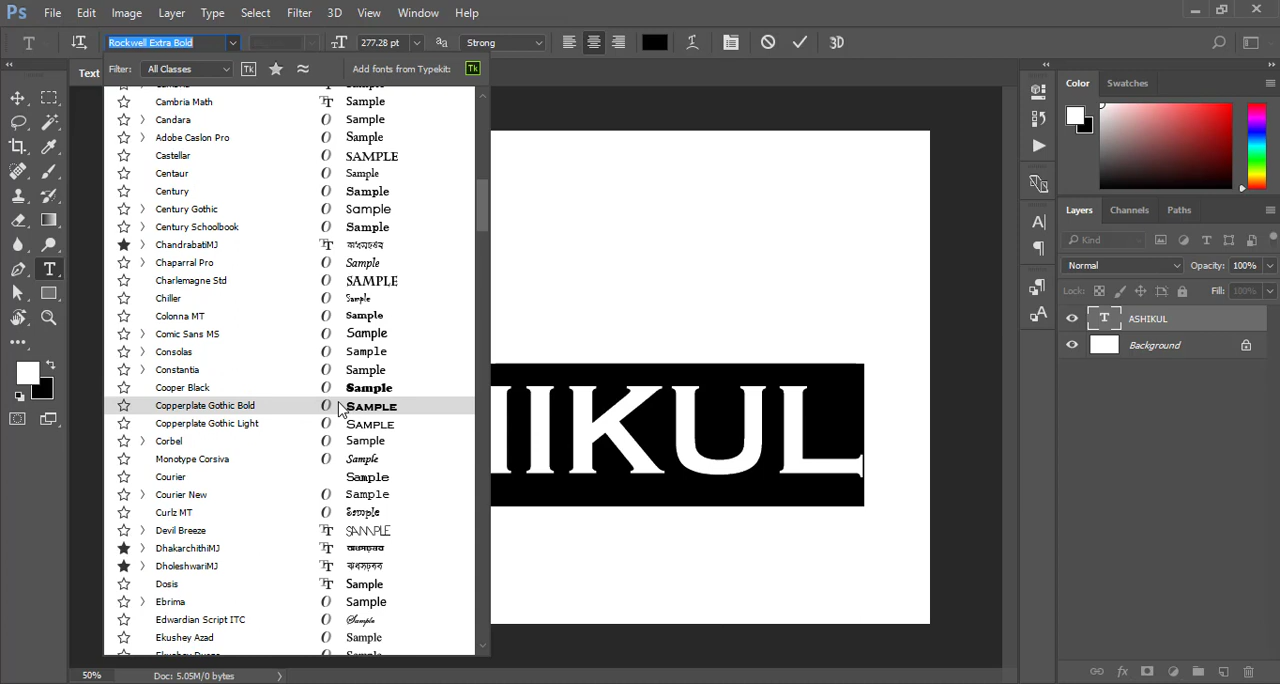 Ps File Edit Image Layer Type Select Filter 3D View Window Help
T Rockwell Extra Bold 277.28 pt Strong 3D
Text Filter: All Classes Tk Add fonts from Typekit: Tk
Color Swatches
Cambria Math Sample
Candara Sample
Adobe Caslon Pro Sample
Castellar SAMPLE
Centaur Sample
Century Sample
Century Gothic Sample
Century Schoolbook Sample
ChandrabatiMJ
Chaparral Pro Sample
Charlemagne Std SAMPLE
Chiller Sample
Colonna MT Sample
Comic Sans MS Sample
Consolas Sample
Constantia Sample
Cooper Black Sample
Copperplate Gothic Bold SAMPLE
Copperplate Gothic Light SAMPLE
Corbel Sample
Monotype Corsiva Sample
Courier Sample
Courier New Sample
Curlz MT Sample
Devil Breeze SAMPLE
DhakarchithiMJ
DholeshwariMJ
Dosis Sample
Ebrima Sample
Edwardian Script ITC Sample
Ekushey Azad Sample
HIKUL
Layers Channels Paths
Kind
Normal Opacity: 100%
Lock: Fill: 100%
T ASHIKUL
Background
50% Doc: 5.05M/0 bytes